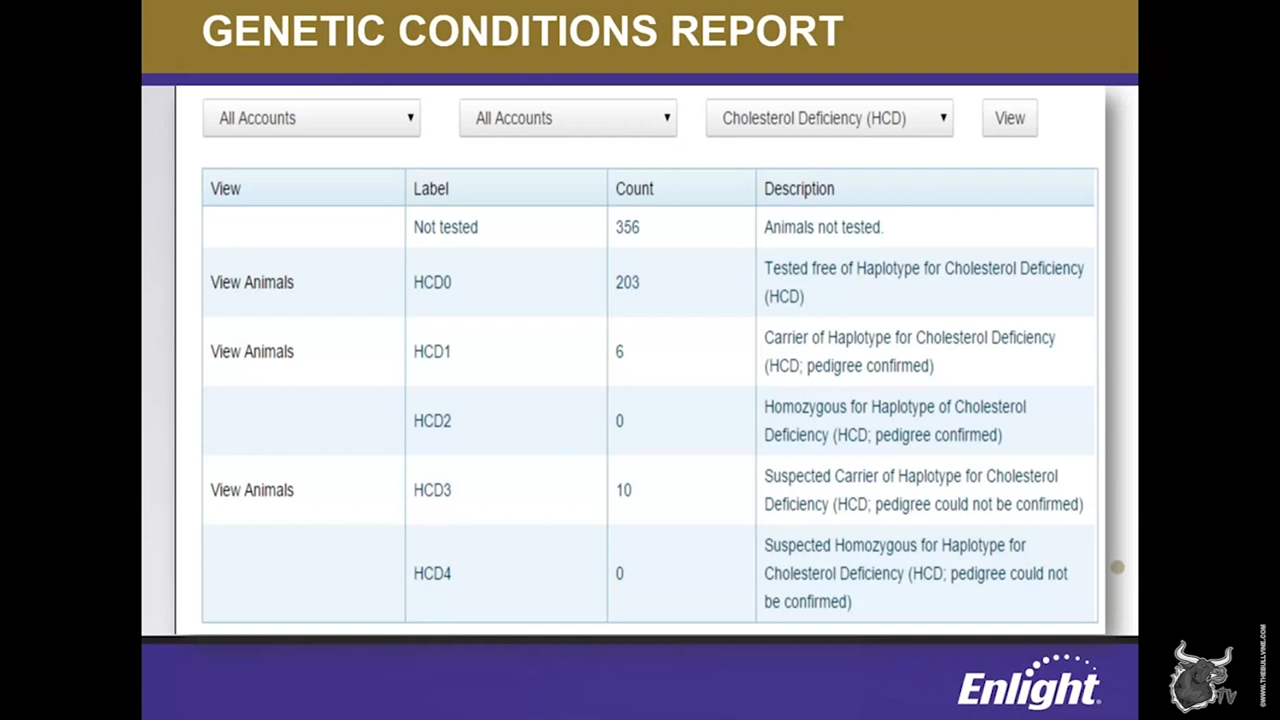 GENETIC CONDITIONS REPORT
All Accounts All Accounts Cholesterol Deficiency (HCD) View
View Label Count Description
Not tested 356 Animals not tested.
View Animals HCD0 203 Tested free of Haplotype for Cholesterol Deficiency
(HCD)
View Animals HCD1 6 Carrier of Haplotype for Cholesterol Deficiency
(HCD; pedigree confirmed)
HCD2 0 Homozygous for Haplotype of Cholesterol
Deficiency (HCD; pedigree confirmed)
View Animals HCD3 10 Suspected Carrier of Haplotype for Cholesterol
Deficiency (HCD; pedigree could not be confirmed)
HCD4 0 Suspected Homozygous for Haplotype for
Cholesterol Deficiency (HCD; pedigree could not
be confirmed)
Enlight
TV
©WWW.THEBULLVINE.COM